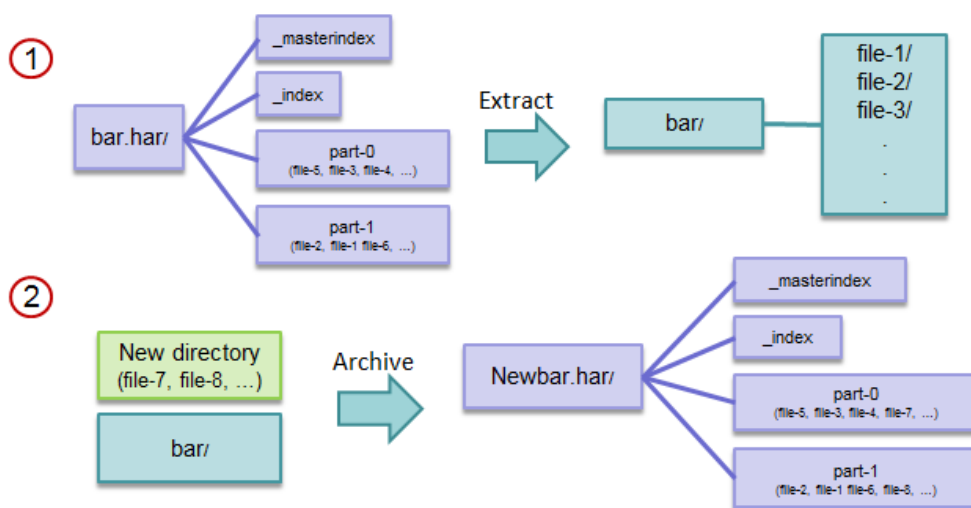 1
_masterindex
_index
bar.har/
part-0
(file-5, file-3, file-4, ...)
part-1
(file-2, file-1 file-6, ...)
Extract
bar/
file-1/
file-2/
file-3/
.
.
.
2
New directory
(file-7, file-8, ...)
bar/
Archive
Newbar.har/
_masterindex
_index
part-0
(file-5, file-3, file-4, file-7, ...)
part-1
(file-2, file-1 file-6, file-8, ...)